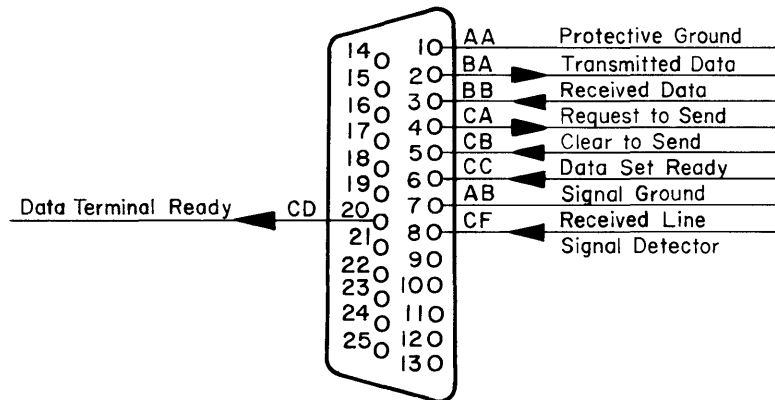 14 1 AA Protective Ground
15 2 BA Transmitted Data
16 3 BB Received Data
17 4 CA Request to Send
18 5 CB Clear to Send
19 6 CC Data Set Ready
Data Terminal Ready CD 20 7 AB Signal Ground
21 8 CF Received Line
Signal Detector
22 9
23 10
24 11
25 12
13